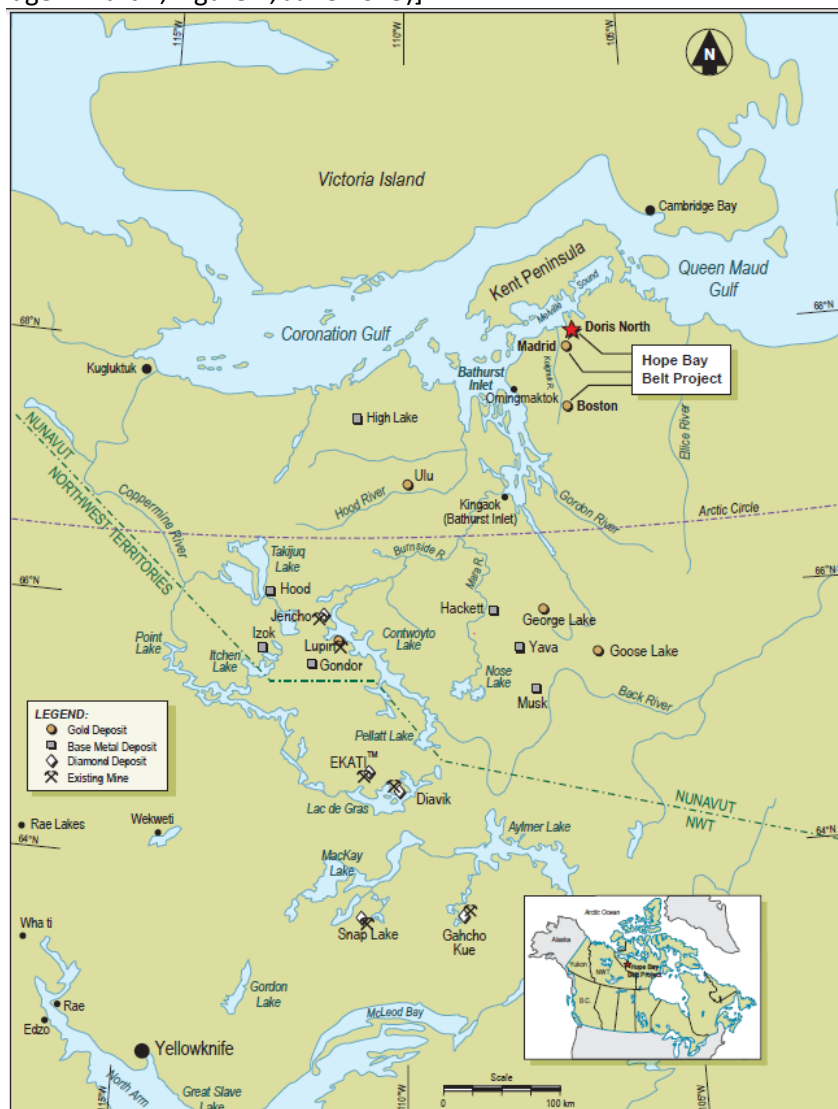 115°W
110°W
105°W
N
Victoria Island
Cambridge Bay
Kent Peninsula
Queen Maud
Gulf
Melville
Sound
68°N
68°N
Coronation Gulf
Doris North
Madrid
Hope Bay
Belt Project
Kugluktuk
Bathurst
Inlet
Omingmaktok
Boston
High Lake
Ellice River
NUNAVUT
NORTHWEST TERRITORIES
Coppermine River
Ulu
Hood River
Kingaok
(Bathurst Inlet)
Gordon River
Arctic Circle
Burnside R.
Mara R.
Takijuq
Lake
66°N
66°N
Hood
Jencho
Hackett
George Lake
Point
Lake
Izok
Itchen
Lake
Lupin
Contwoyto
Lake
Gondor
Yava
Goose Lake
Nose
Lake
Musk
Back River
LEGEND:
Gold Deposit
Base Metal Deposit
Diamond Deposit
Existing Mine
Pellatt Lake
EKATI™
Diavik
Lac de Gras
NUNAVUT
NWT
Rae Lakes
Wekweti
64°N
64°N
Aylmer Lake
MacKay
Lake
Snap Lake
Gahcho
Kue
Wha ti
Gordon
Lake
Rae
Edzo
McLeod Bay
Yellowknife
North Arm
Great Slave
Lake
Arctic Ocean
Alaska
Yukon
NWT
Hope Bay
Belt Project
B.C.
Scale
0
100 km
115°W
110°W
105°W